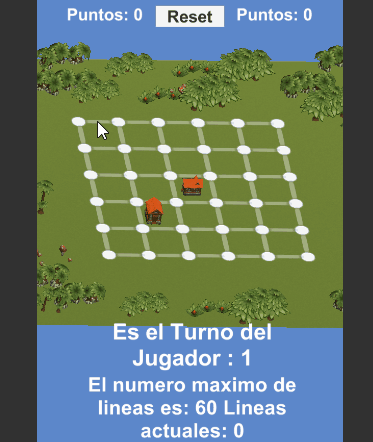 Puntos: 0 Reset Puntos: 0
Es el Turno del
Jugador : 1
El numero maximo de
lineas es: 60 Lineas
actuales: 0